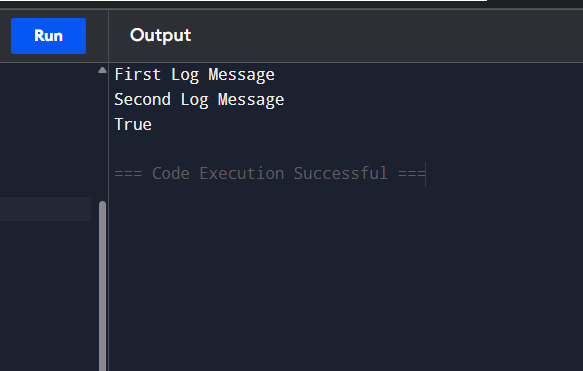 Run
Output
First Log Message
Second Log Message
True
=== Code Execution Successful ===